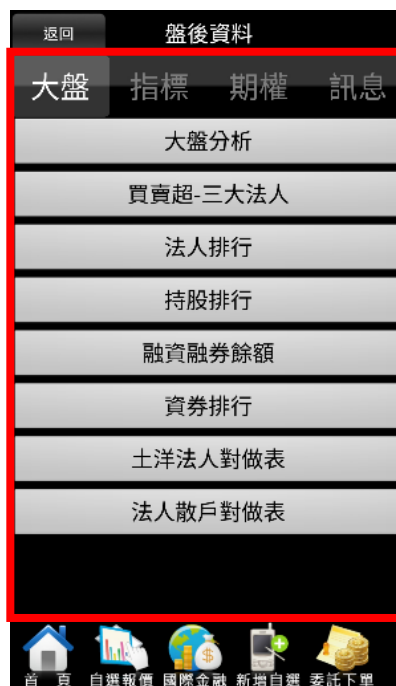 返回 盤後資料
大盤 指標 期權 訊息
大盤分析
買賣超-三大法人
法人排行
持股排行
融資融券餘額
資券排行
土洋法人對做表
法人散戶對做表
首 頁 自選報價 國際金融 新增自選 委託下單